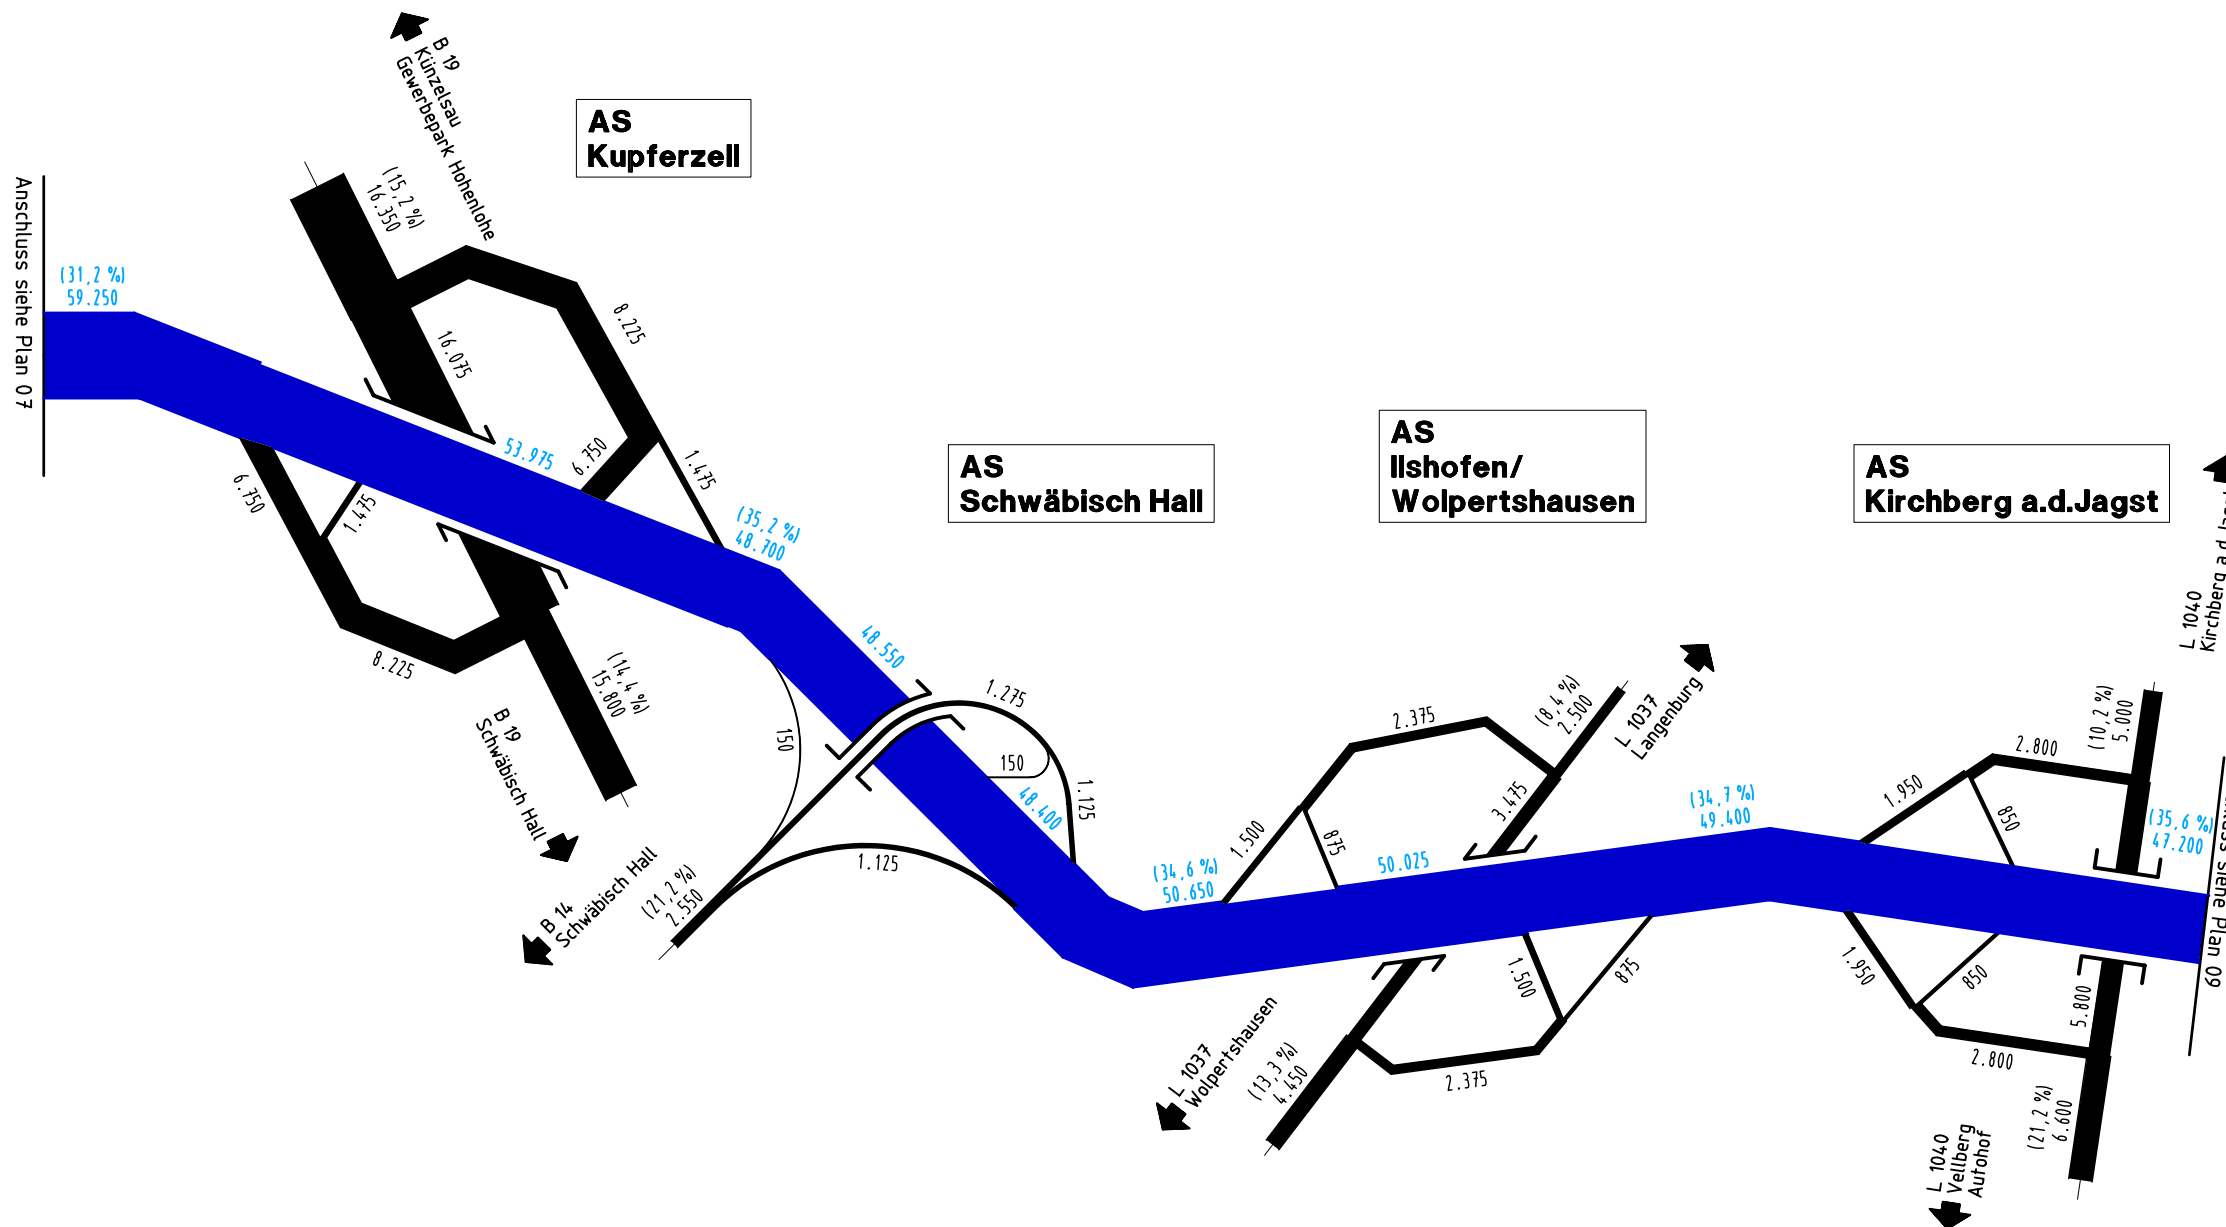 B 19
Künzelsau
Gewerbepark Hohenlohe
AS
Kupferzell
(15,2 %)
16.350
Anschluss siehe Plan 07
(31,2 %)
59.250
16.075
8.225
53.975
6.750
1.475
6.750
1.475
8.225
(14,4 %)
15.800
B 19
Schwäbisch Hall
(35,2 %)
48.700
AS
Schwäbisch Hall
48.550
1.275
150
150
48.400
1.125
1.125
(21,2 %)
2.550
B 14
Schwäbisch Hall
AS
Ilshofen/
Wolpertshausen
(34,6 %)
50.650
1.500
875
2.375
(8,4 %)
2.500
L 1037
Langenburg
3.475
50.025
1.500
875
2.375
(13,3 %)
4.450
L 1037
Wolpertshausen
(34,7 %)
49.400
AS
Kirchberg a.d.Jagst
L 1040
Kirchberg
(10,2 %)
5.000
2.800
1.950
850
(35,6 %)
47.200
siehe Plan 09
1.950
850
5.800
2.800
(21,2 %)
6.600
L 1040
Vellberg
Autohof